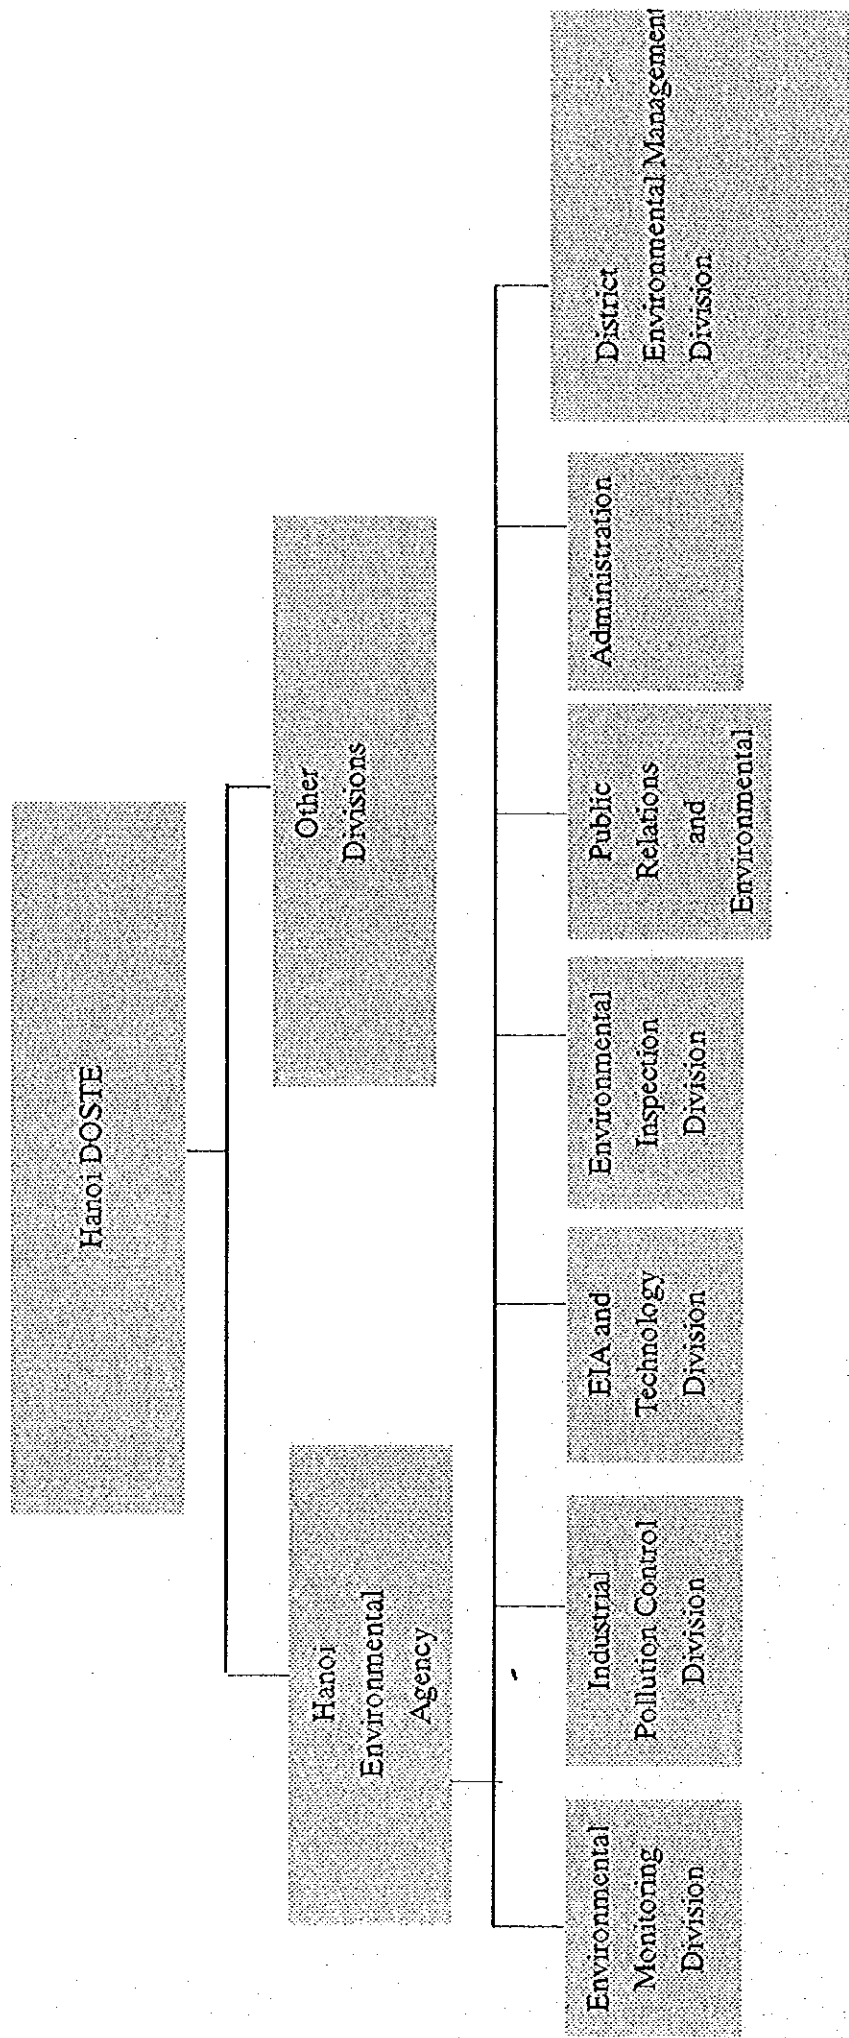 Hanoi DOSTE
Hanoi
Environmental
Agency
Other
Divisions
Environmental
Monitoring
Division
Industrial
Pollution Control
Division
EIA and
Technology
Division
Environmental
Inspection
Division
Public
Relations
and
Environmental
Administration
District
Environmental Management
Division